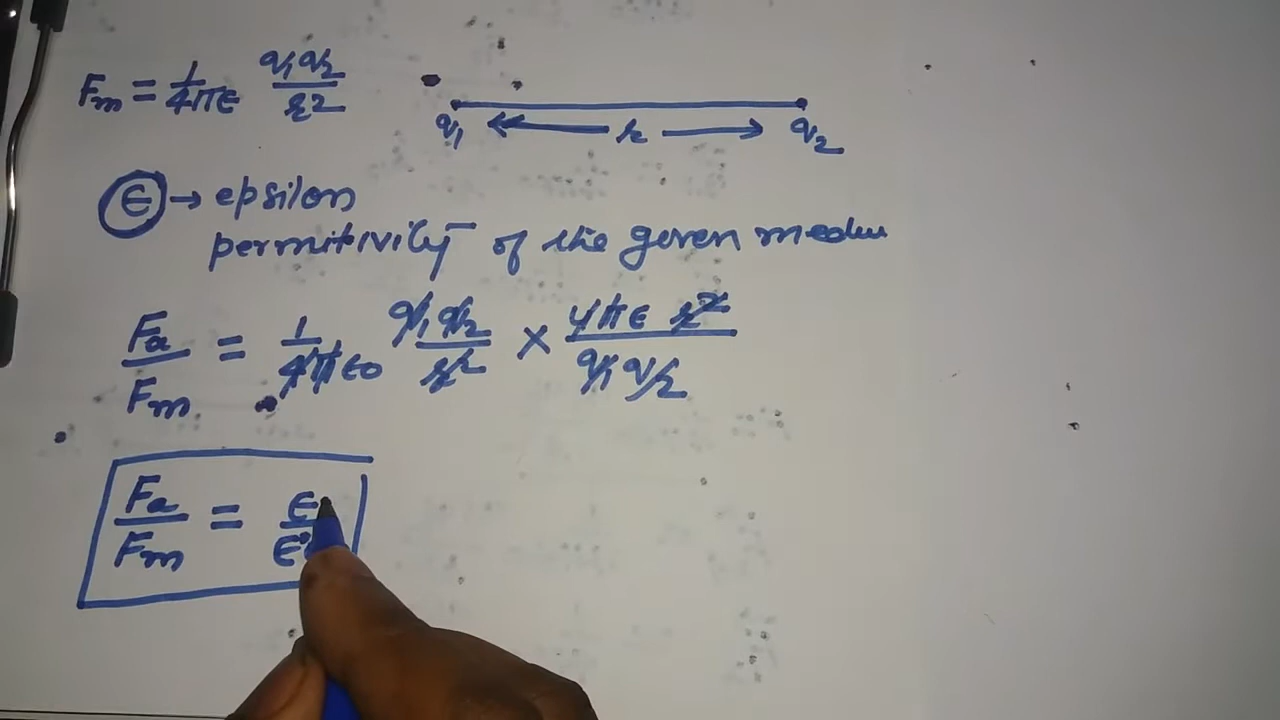 Fm = 1/4πε q1q2/r2
q1 r q2
ε → epsilon
permitivity of the given medium
Fa/Fm = 1/4πε0 q1q2/r2 × 4πε r2/q1q2
Fa/Fm = ε/ε0